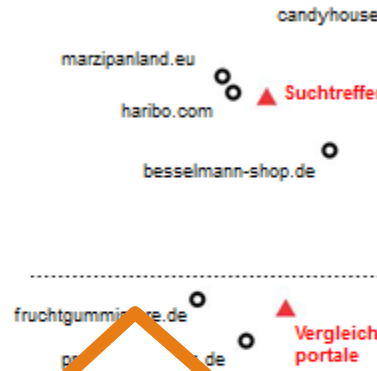 candyhouse
marzipanland.eu
haribo.com
Suchtreffer
besselmann-shop.de
Vergleich
portale